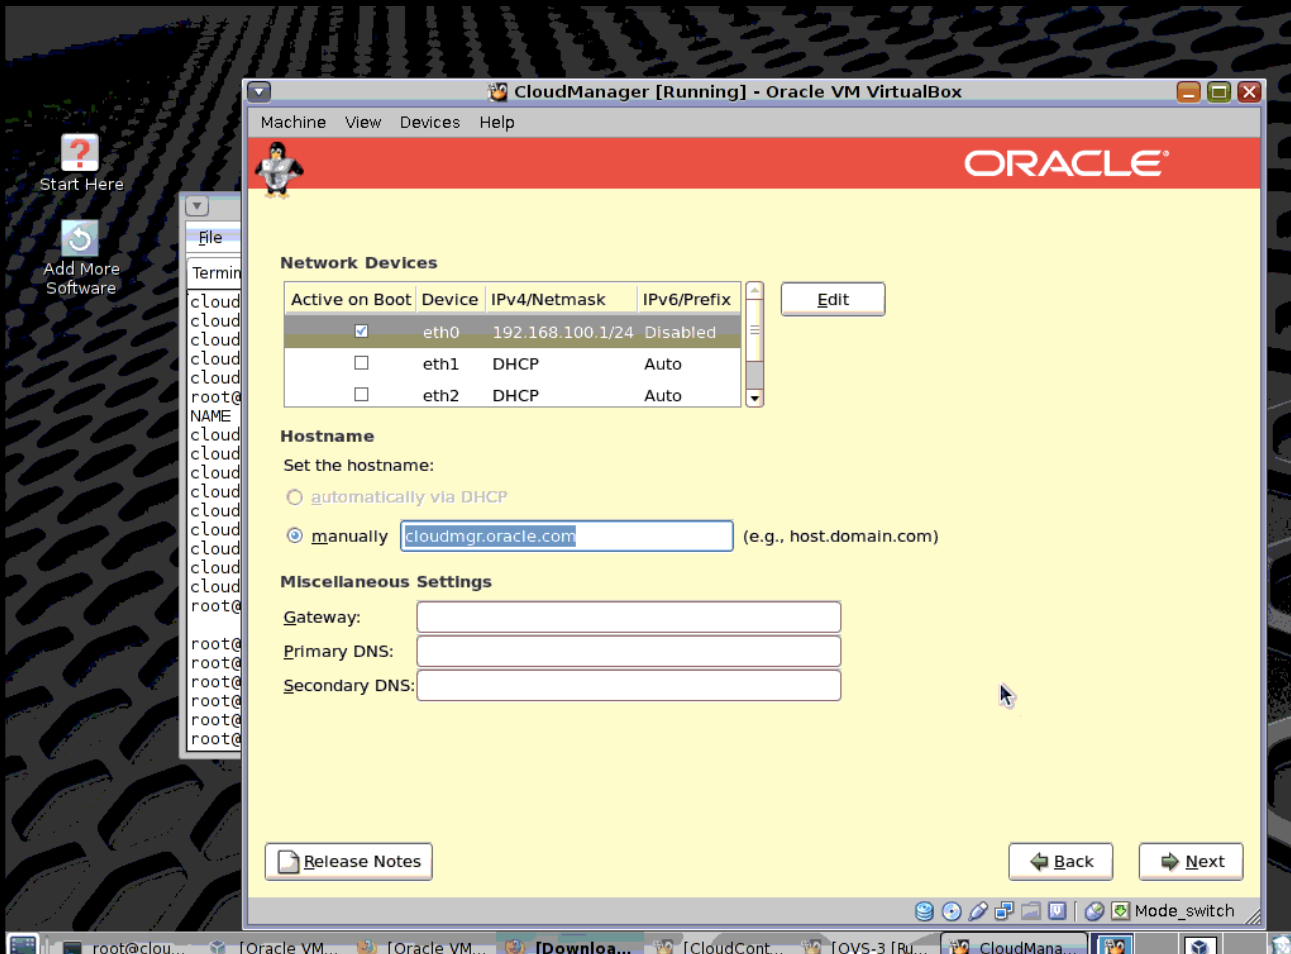 CloudManager [Running] - Oracle VM VirtualBox
Machine View Devices Help
ORACLE®
Start Here
Add More
Software
File
Termin
cloud
cloud
cloud
cloud
cloud
root@
NAME
cloud
cloud
cloud
cloud
cloud
cloud
cloud
cloud
cloud
root@
root@
root@
root@
root@
root@
root@
Network Devices
Active on Boot Device IPv4/Netmask IPv6/Prefix
eth0 192.168.100.1/24 Disabled
eth1 DHCP Auto
eth2 DHCP Auto
Edit
Hostname
Set the hostname:
automatically via DHCP
manually cloudmgr.oracle.com (e.g., host.domain.com)
Miscellaneous Settings
Gateway:
Primary DNS:
Secondary DNS:
Release Notes
Back
Next
Mode_switch
root@clou... [Oracle VM... [Oracle VM... [Downloa... [CloudCont... [OVS-3 [Ru... CloudMana...